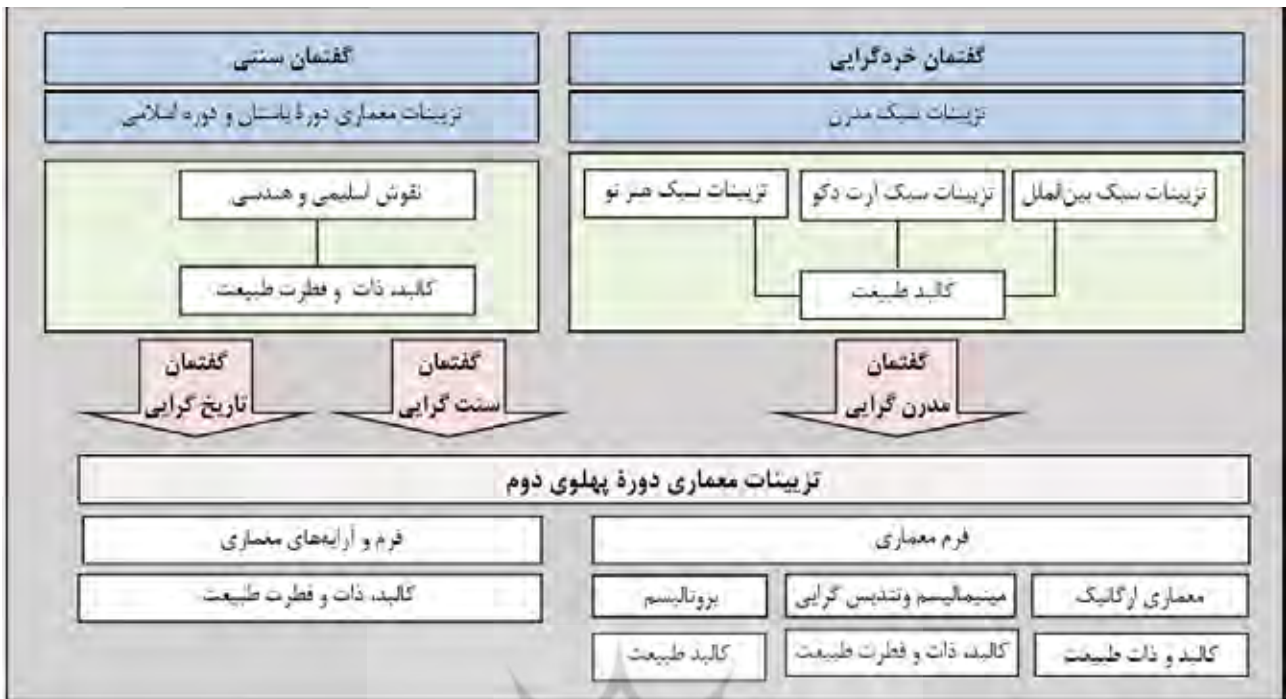 گفتمان خردگرایی
گفتمان سنتی
تزیینات سبک مدرن
تزیینات معماری دورۀ باستان و دوره اسلامی
تزیینات سبک بین‌الملل
تزیینات سبک آرت دکو
تزیینات سبک هنر نو
کالبد طبیعت
نقوش اسلیمی و هندسی
کالبد، ذات و فطرت طبیعت
گفتمان
مدرن گرایی
گفتمان
سنت گرایی
گفتمان
تاریخ گرایی
تزیینات معماری دورۀ پهلوی دوم
فرم معماری
فرم و آرایه‌های معماری
معماری ارگانیک
مینیمالیسم وتندیس گرایی
بروتالیسم
کالبد، ذات و فطرت طبیعت
کالبد و ذات طبیعت
کالبد، ذات و فطرت طبیعت
کالبد طبیعت